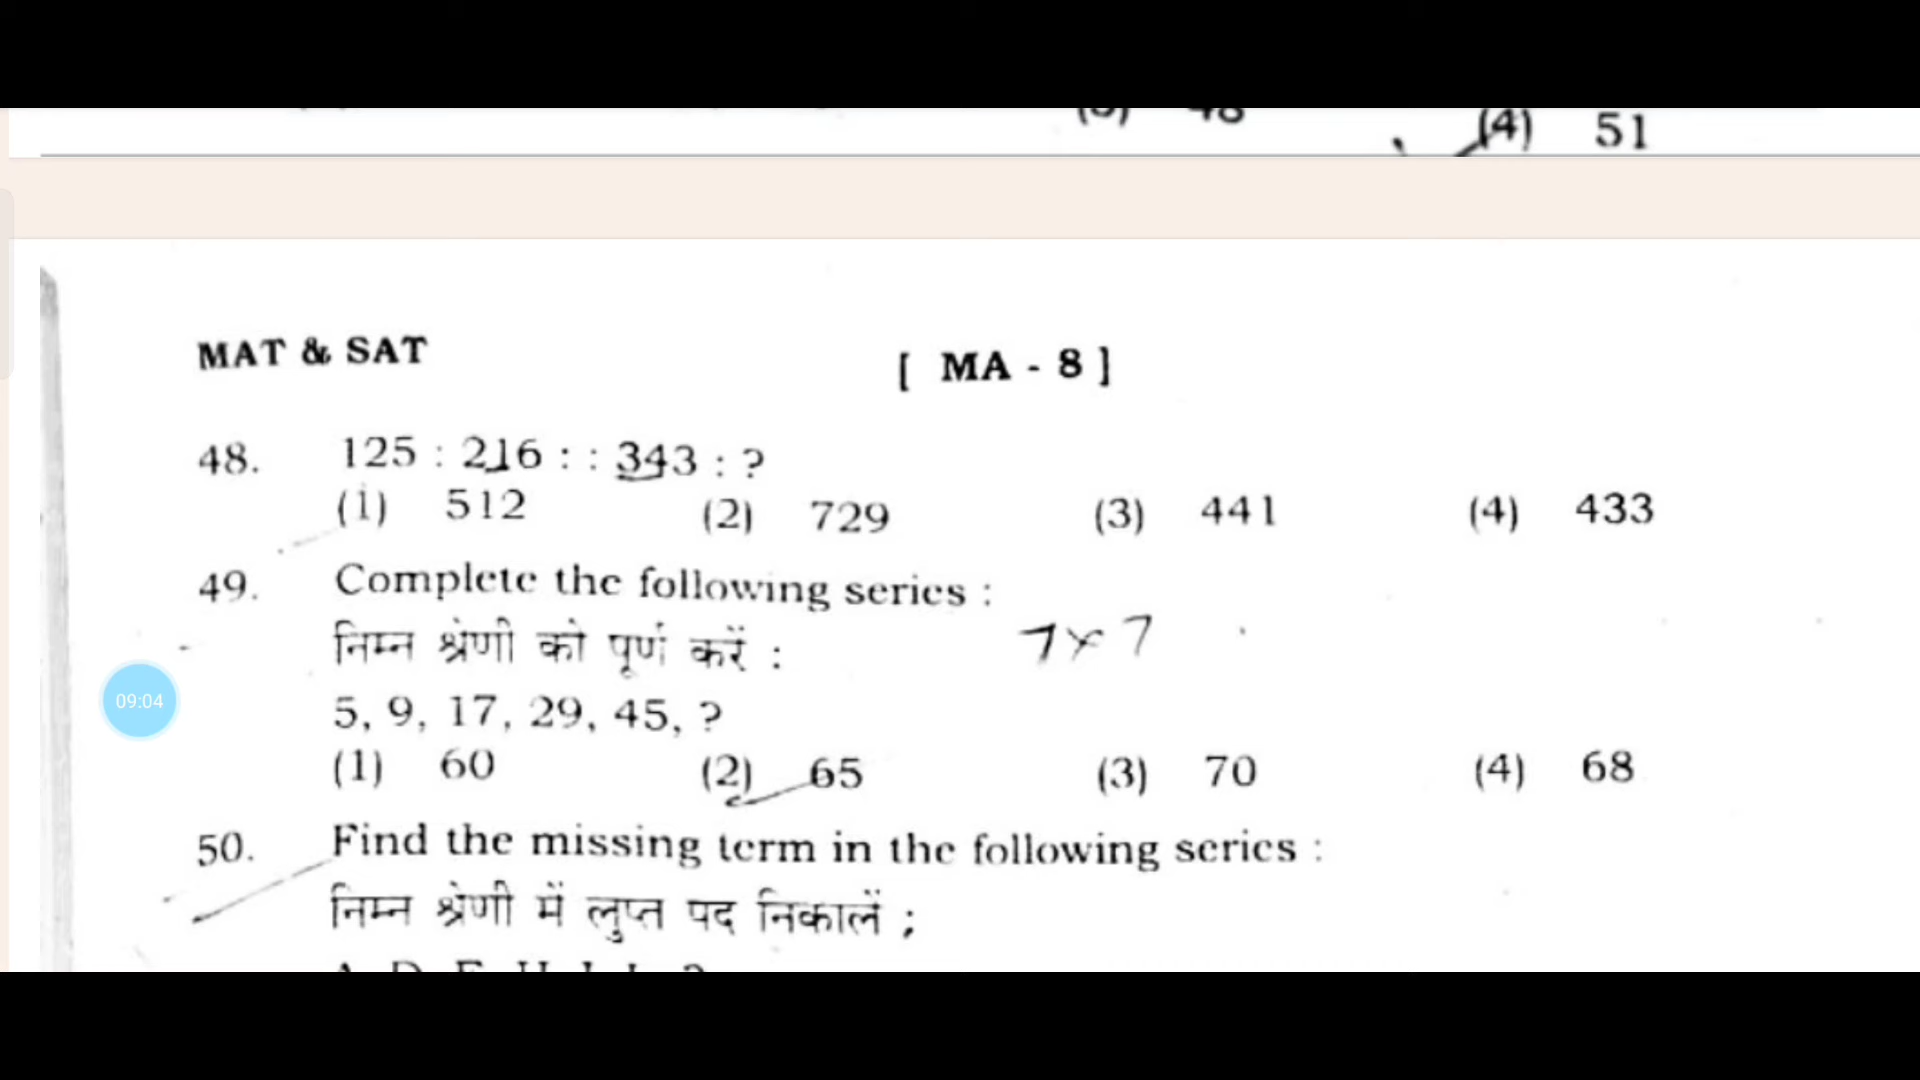 (3) 48 (4) 51
MAT & SAT [ MA - 8 ]
48. 125 : 216 : : 343 : ?
(1) 512 (2) 729 (3) 441 (4) 433
49. Complete the following series :
निम्न श्रेणी को पूर्ण करें : 7 x 7
5, 9, 17, 29, 45, ?
09:04
(1) 60 (2) 65 (3) 70 (4) 68
50. Find the missing term in the following series :
निम्न श्रेणी में लुप्त पद निकालें ;